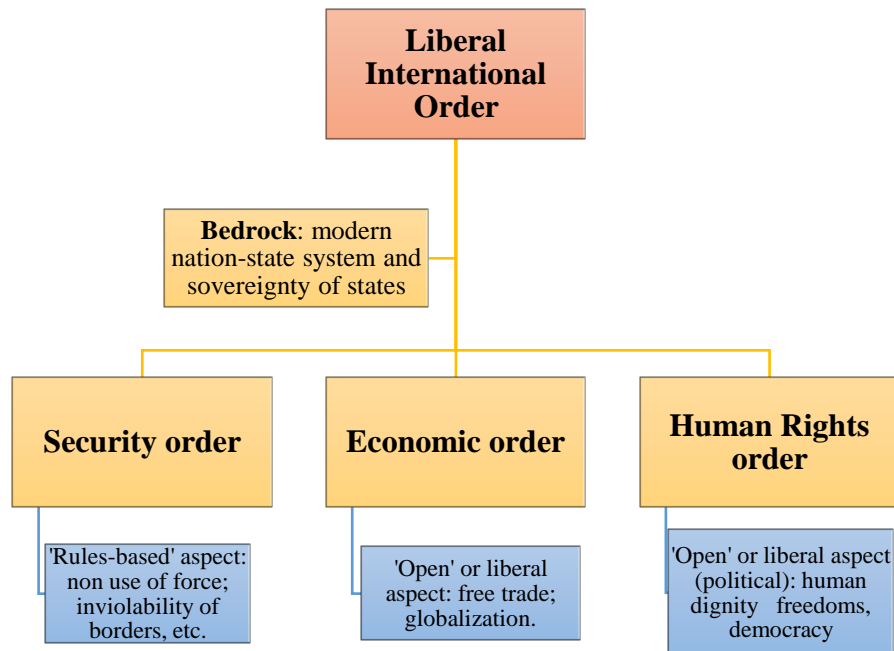 Liberal
International
Order
Bedrock: modern
nation-state system and
sovereignty of states
Security order
Economic order
Human Rights
order
'Rules-based' aspect:
non use of force;
inviolability of
borders, etc.
'Open' or liberal
aspect: free trade;
globalization.
'Open' or liberal aspect
(political): human
dignity freedoms,
democracy